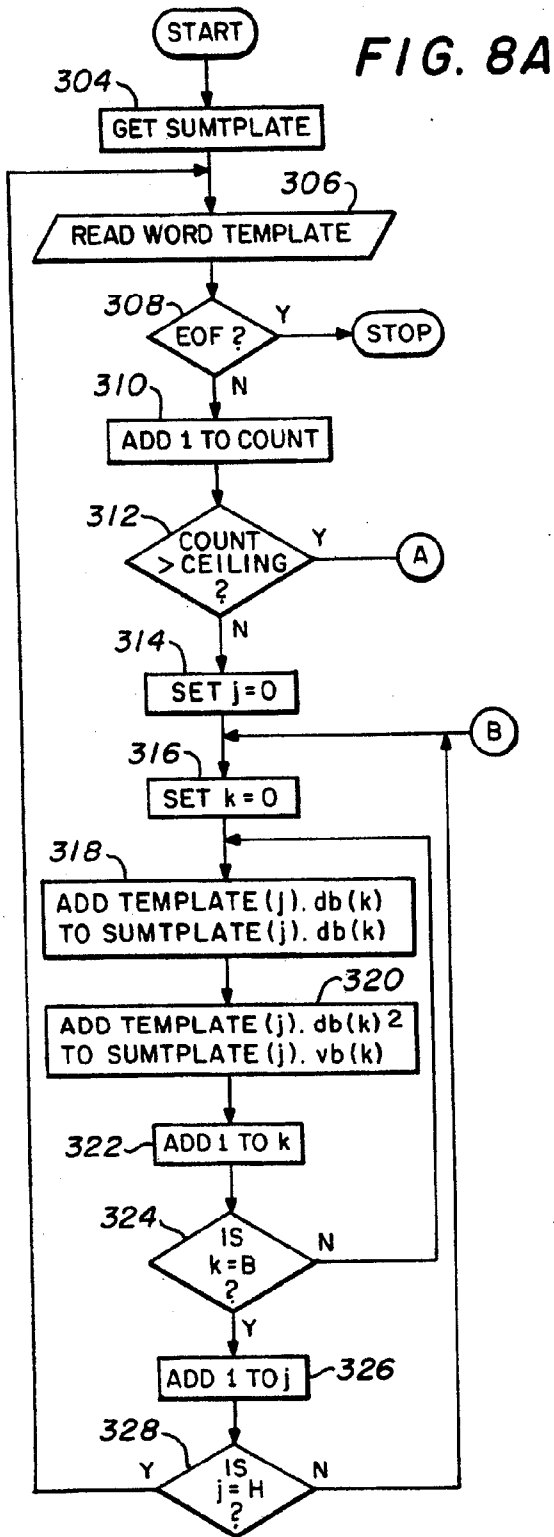 START
FIG. 8A
304
GET SUMTPLATE
306
READ WORD TEMPLATE
308
EOF ?
Y
STOP
N
310
ADD 1 TO COUNT
312
COUNT
> CEILING
?
Y
A
N
314
SET j=0
B
316
SET k=0
318
ADD TEMPLATE (j). db(k)
TO SUMTPLATE (j). db(k)
320
ADD TEMPLATE (j). db(k)²
TO SUMTPLATE (j). vb(k)
322
ADD 1 TO k
324
IS
k=B
?
N
Y
ADD 1 TO j
326
328
Y
IS
j=H
?
N